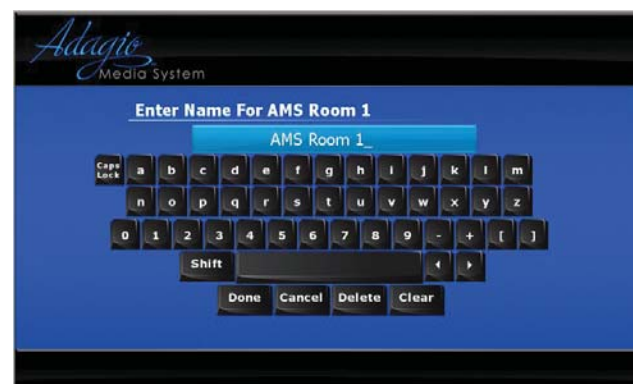 Adagio
Media System
Enter Name For AMS Room 1
AMS Room 1_
Caps Lock a b c d e f g h i j k l m
n o p q r s t u v w x y z
0 1 2 3 4 5 6 7 8 9 - + [ ]
Shift
Done Cancel Delete Clear